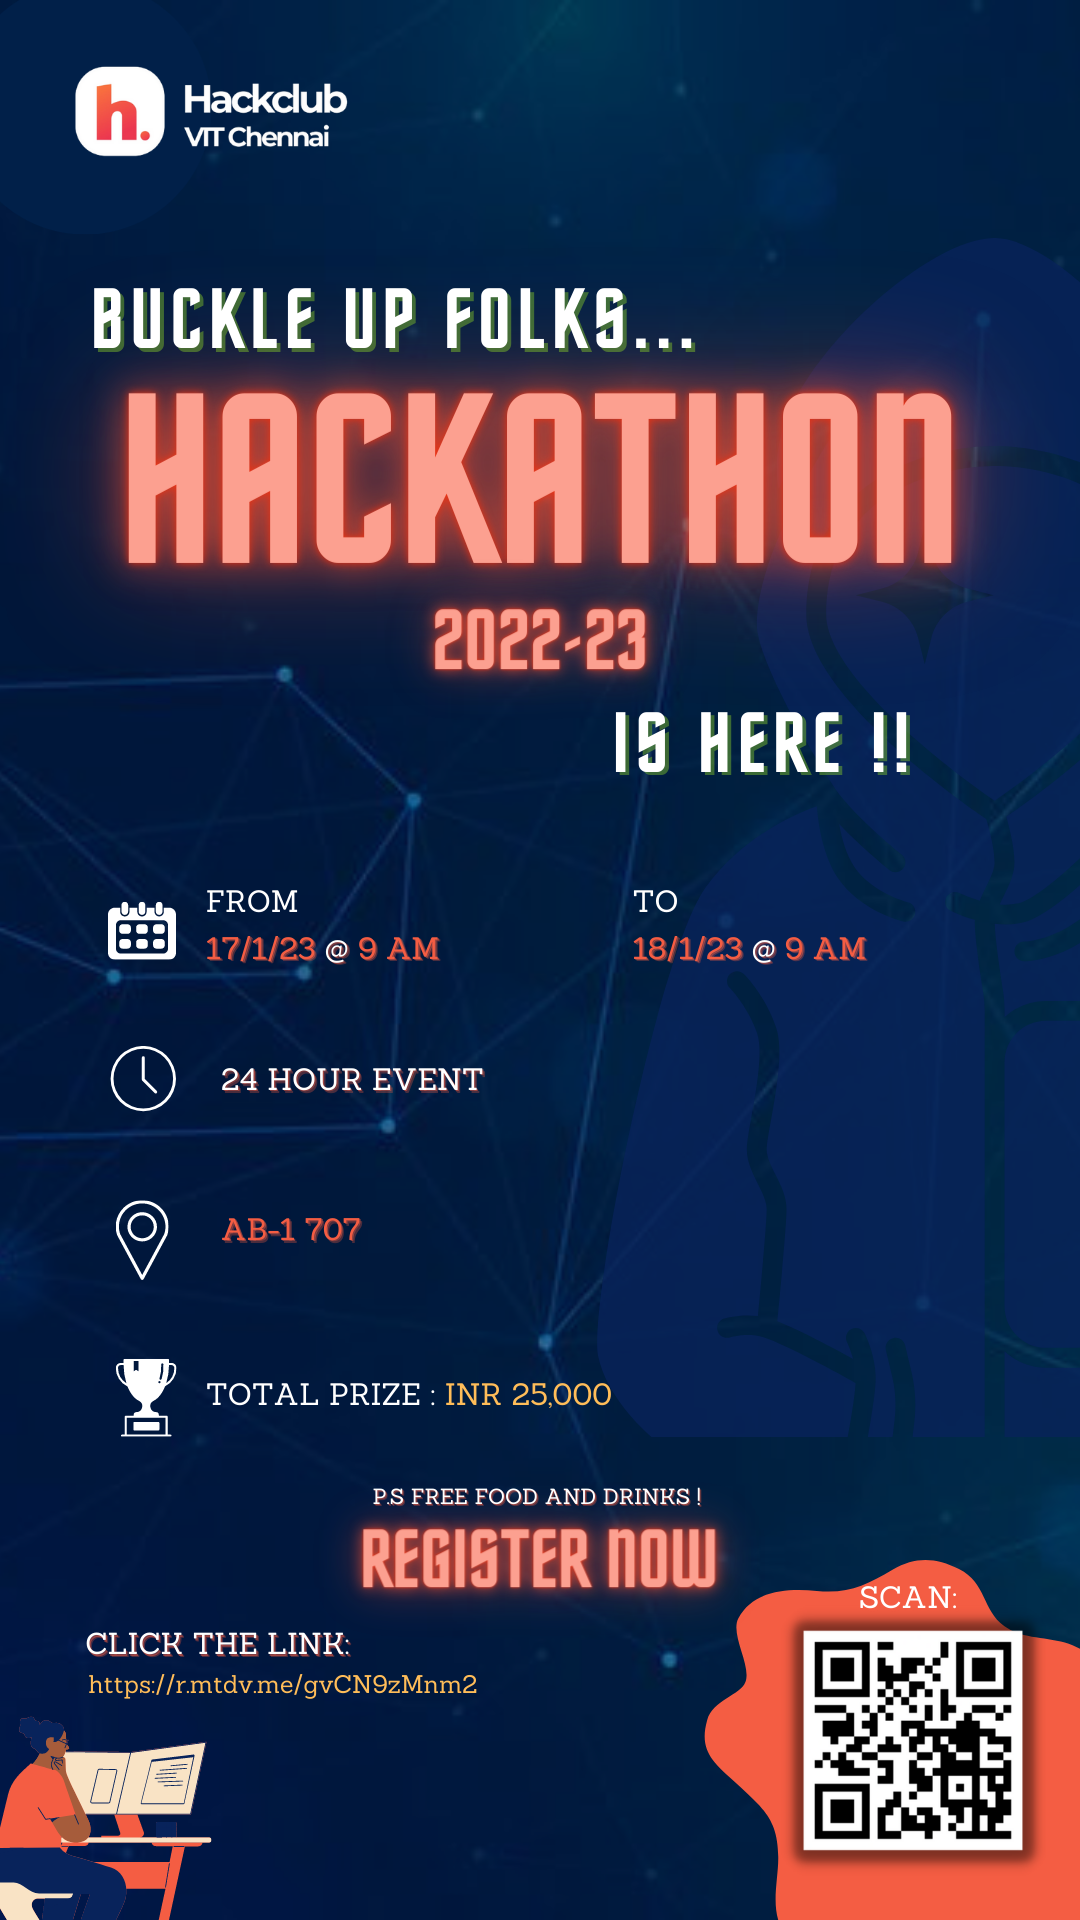 h.
Hackclub
VIT Chennai
BUCKLE UP FOLKS...
HACKATHON
2022-23
IS HERE !!
FROM
17/1/23 @ 9 AM
TO
18/1/23 @ 9 AM
24 HOUR EVENT
AB-1 707
TOTAL PRIZE : INR 25,000
P.S FREE FOOD AND DRINKS !
REGISTER NOW
SCAN:
CLICK THE LINK:
https://r.mtdv.me/gvCN9zMnm2